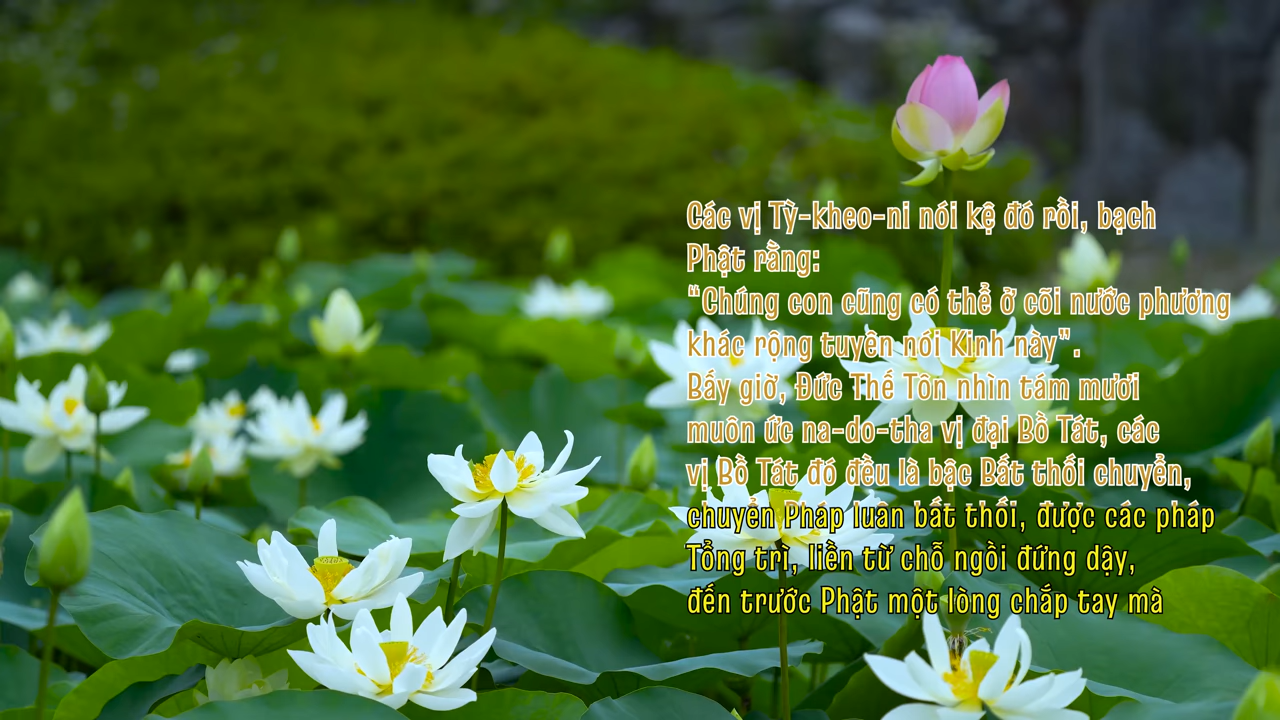 Các vị Tỳ-kheo-ni nói kệ đó rồi, bạch
Phật rằng:
“Chúng con cũng có thể ở cõi nước phương
khác rộng tuyên nói Kinh này”.
Bấy giờ, Đức Thế Tôn nhìn tám mươi
muôn ức na-do-tha vị đại Bồ Tát, các
vị Bồ Tát đó đều là bậc Bất thối chuyển,
chuyển Pháp luân bất thối, được các pháp
Tổng trì, liền từ chỗ ngồi đứng dậy,
đến trước Phật một lòng chắp tay mà